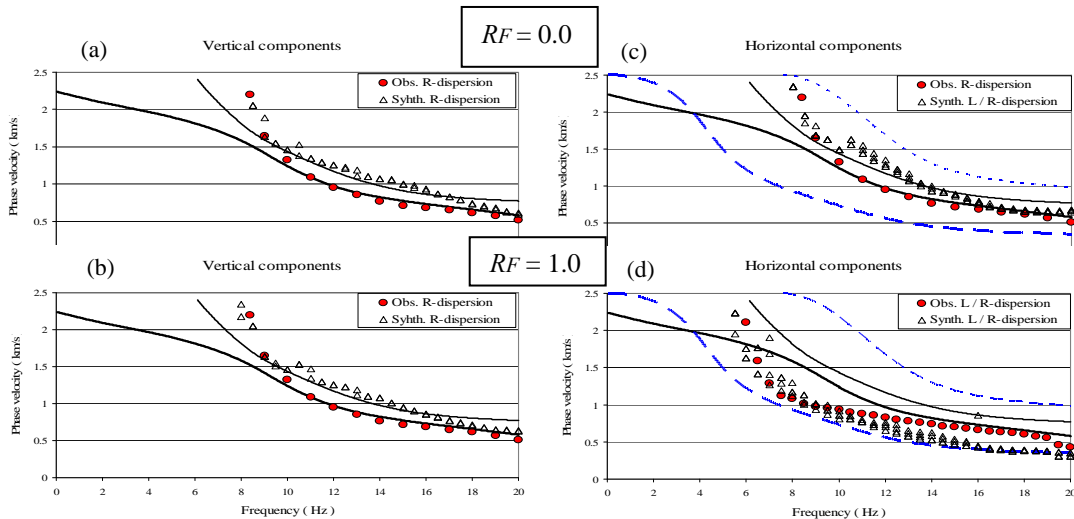 RF = 0.0
(a)
Vertical components
2.5
2
1.5
1
0.5
Phase velocity ( km/s
Obs. R-dispersion
Syhth. R-dispersion
(c)
Horizontal components
2.5
2
1.5
1
0.5
Phase velocity ( km/s
Obs. R-dispersion
Synth. L / R-dispersion
RF = 1.0
(b)
Vertical components
2.5
2
1.5
1
0.5
0
Phase velocity ( km/s
Obs. R-dispersion
Syhth. R-dispersion
0 2 4 6 8 10 12 14 16 18 20
Frequency ( Hz )
(d)
Horizontal components
2.5
2
1.5
1
0.5
0
Phase velocity ( km/s
Obs. L / R-dispersion
Synth. L / R-dispersion
0 2 4 6 8 10 12 14 16 18 20
Frequency ( Hz )